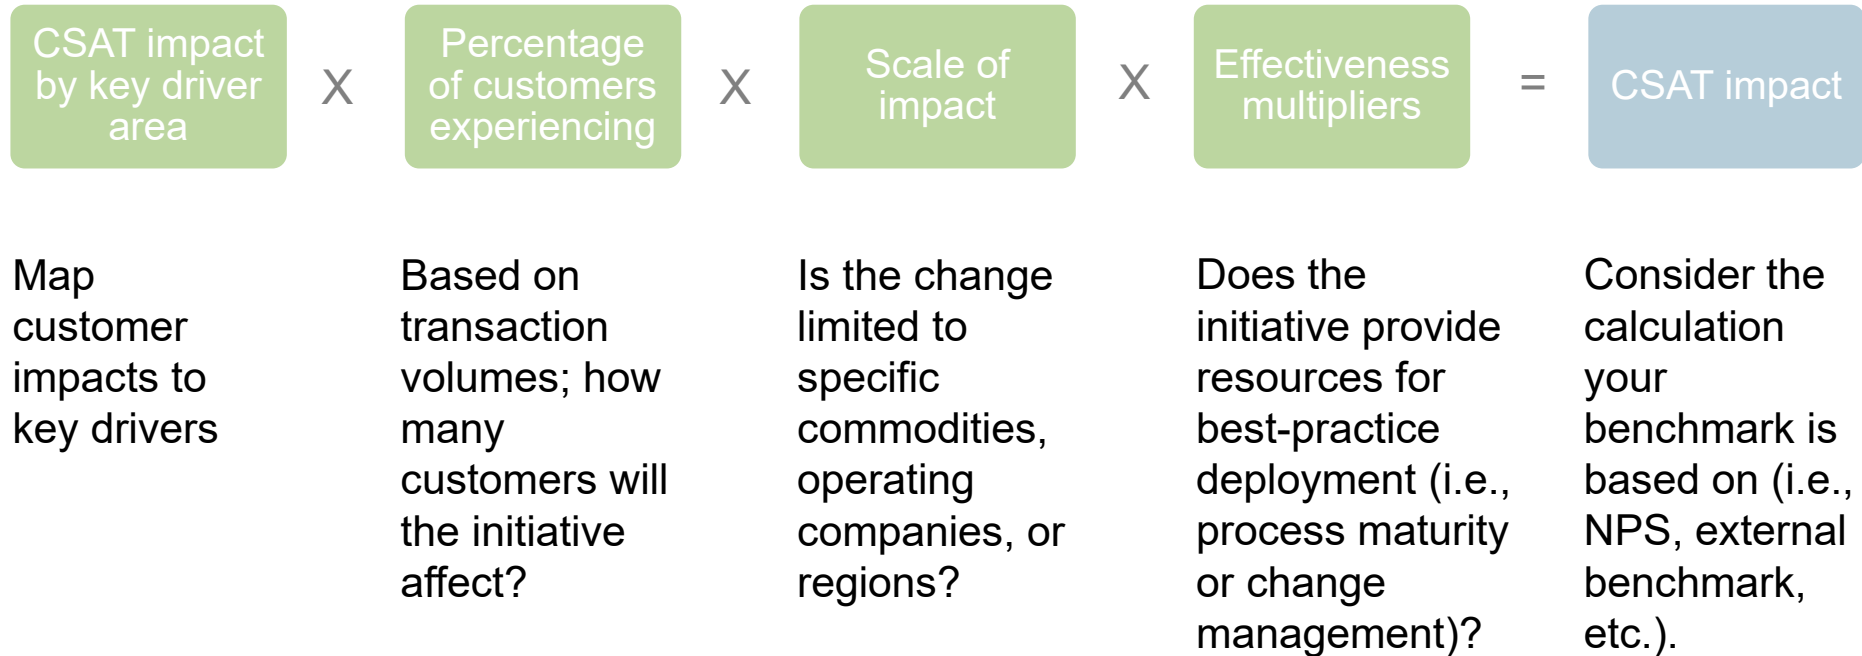 CSAT impact
by key driver
area
X
Percentage
of customers
experiencing
X
Scale of
impact
X
Effectiveness
multipliers
=
CSAT impact
Map
customer
impacts to
key drivers
Based on
transaction
volumes; how
many
customers will
the initiative
affect?
Is the change
limited to
specific
commodities,
operating
companies, or
regions?
Does the
initiative provide
resources for
best-practice
deployment (i.e.,
process maturity
or change
management)?
Consider the
calculation
your
benchmark is
based on (i.e.,
NPS, external
benchmark,
etc.).